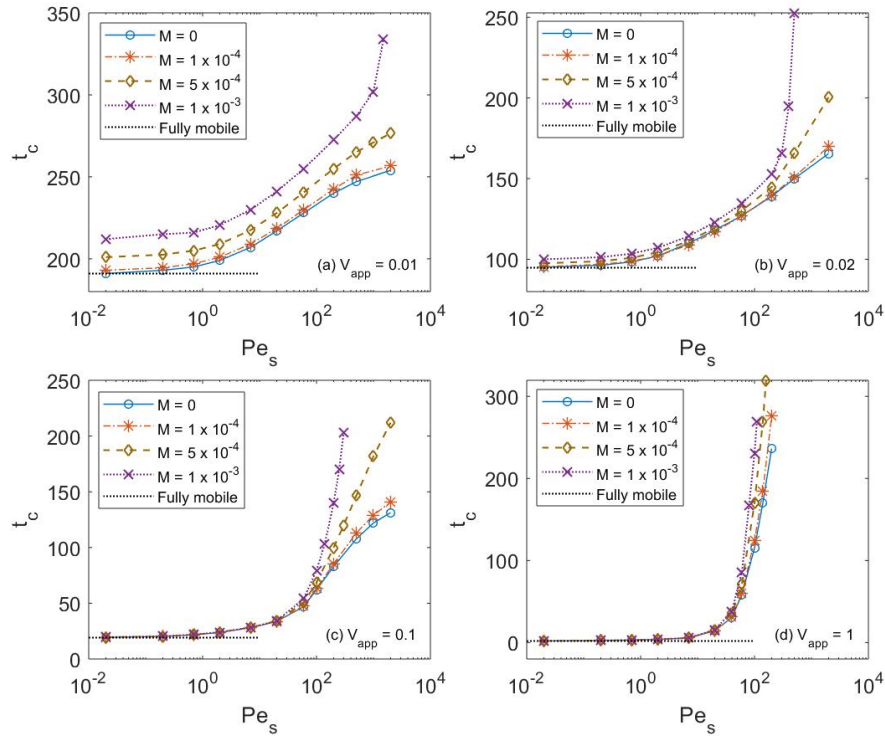 350
300
250
200
t_c
M = 0
M = 1 x 10^-4
M = 5 x 10^-4
M = 1 x 10^-3
Fully mobile
(a) V_app = 0.01
10^-2 10^0 10^2 10^4
Pe_s
250
200
150
100
t_c
M = 0
M = 1 x 10^-4
M = 5 x 10^-4
M = 1 x 10^-3
Fully mobile
(b) V_app = 0.02
10^-2 10^0 10^2 10^4
Pe_s
250
200
150
100
50
0
t_c
M = 0
M = 1 x 10^-4
M = 5 x 10^-4
M = 1 x 10^-3
Fully mobile
(c) V_app = 0.1
10^-2 10^0 10^2 10^4
Pe_s
300
200
100
0
t_c
M = 0
M = 1 x 10^-4
M = 5 x 10^-4
M = 1 x 10^-3
Fully mobile
(d) V_app = 1
10^-2 10^0 10^2 10^4
Pe_s